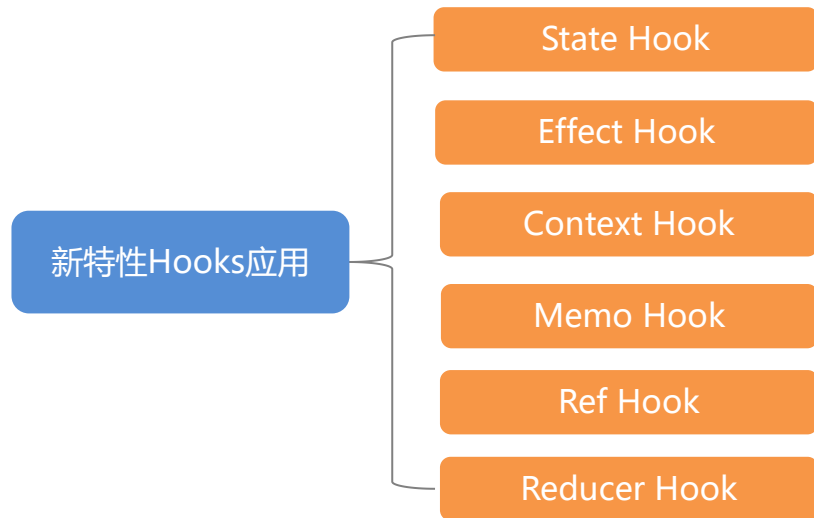 新特性Hooks应用
State Hook
Effect Hook
Context Hook
Memo Hook
Ref Hook
Reducer Hook